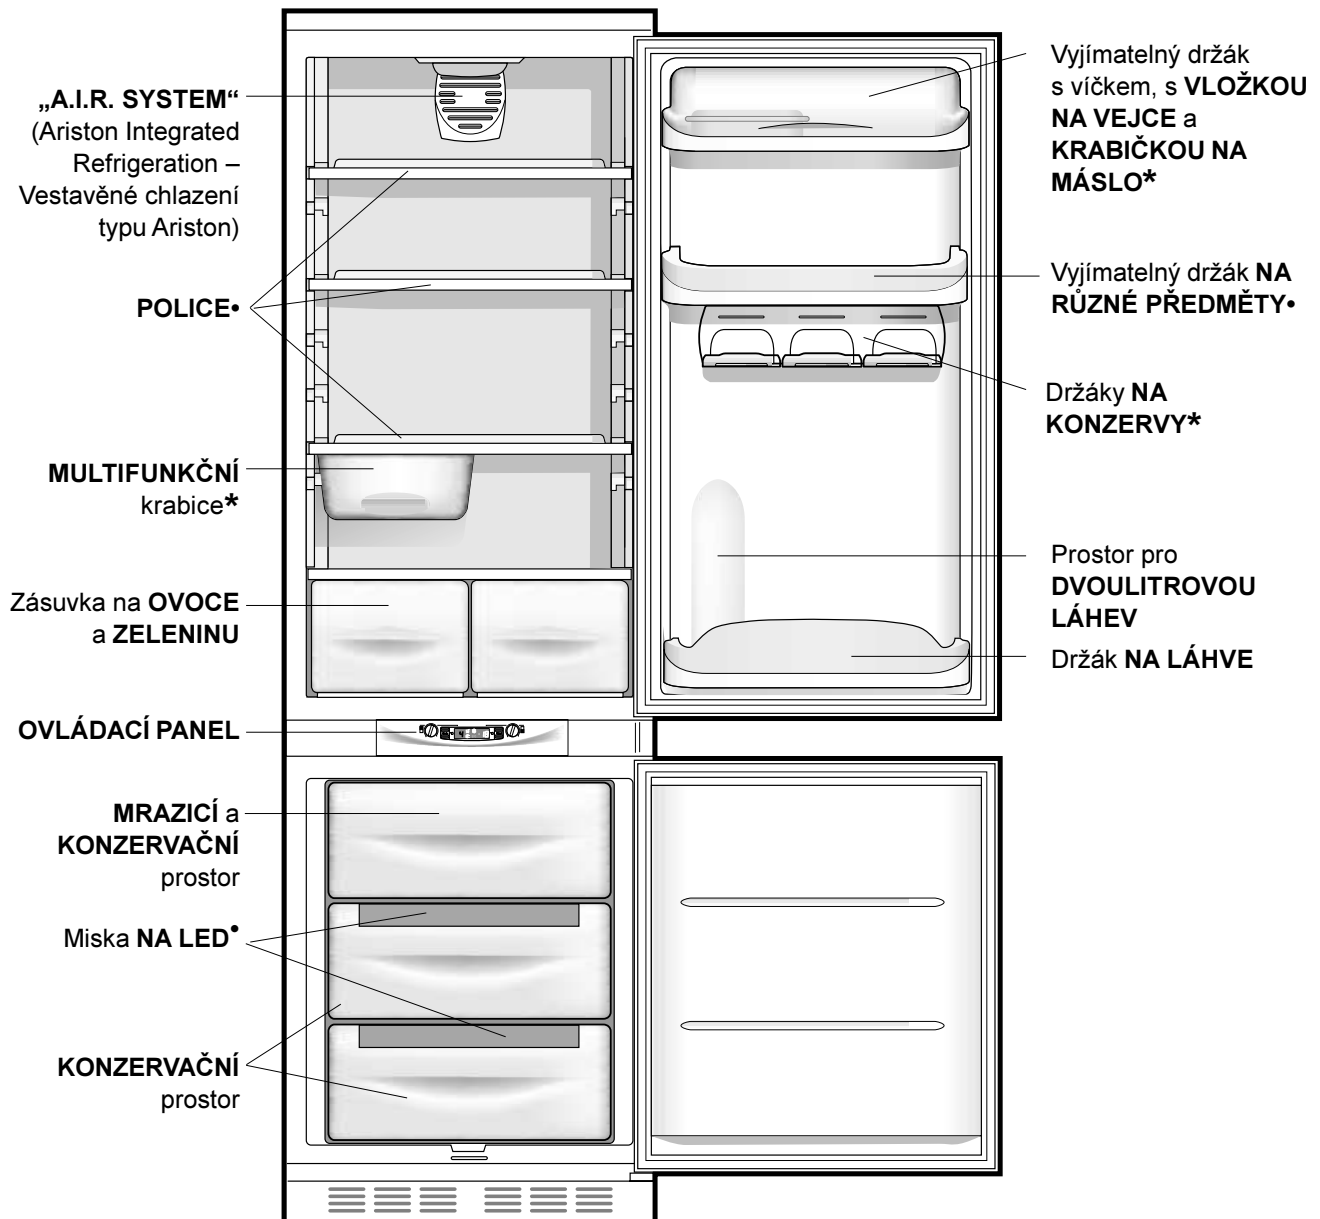 „A.I.R. SYSTEM“
(Ariston Integrated
Refrigeration –
Vestavěné chlazení
typu Ariston)
POLICE•
MULTIFUNKČNÍ
krabice*
Zásuvka na OVOCE
a ZELENINU
OVLÁDACÍ PANEL
MRAZICÍ a
KONZERVAČNÍ
prostor
Miska NA LED•
KONZERVAČNÍ
prostor
Vyjímatelný držák
s víčkem, s VLOŽKOU
NA VEJCE a
KRABIČKOU NA
MÁSLO*
Vyjímatelný držák NA
RŮZNÉ PŘEDMĚTY•
Držáky NA
KONZERVY*
Prostor pro
DVOULITROVOU
LÁHEV
Držák NA LÁHVE